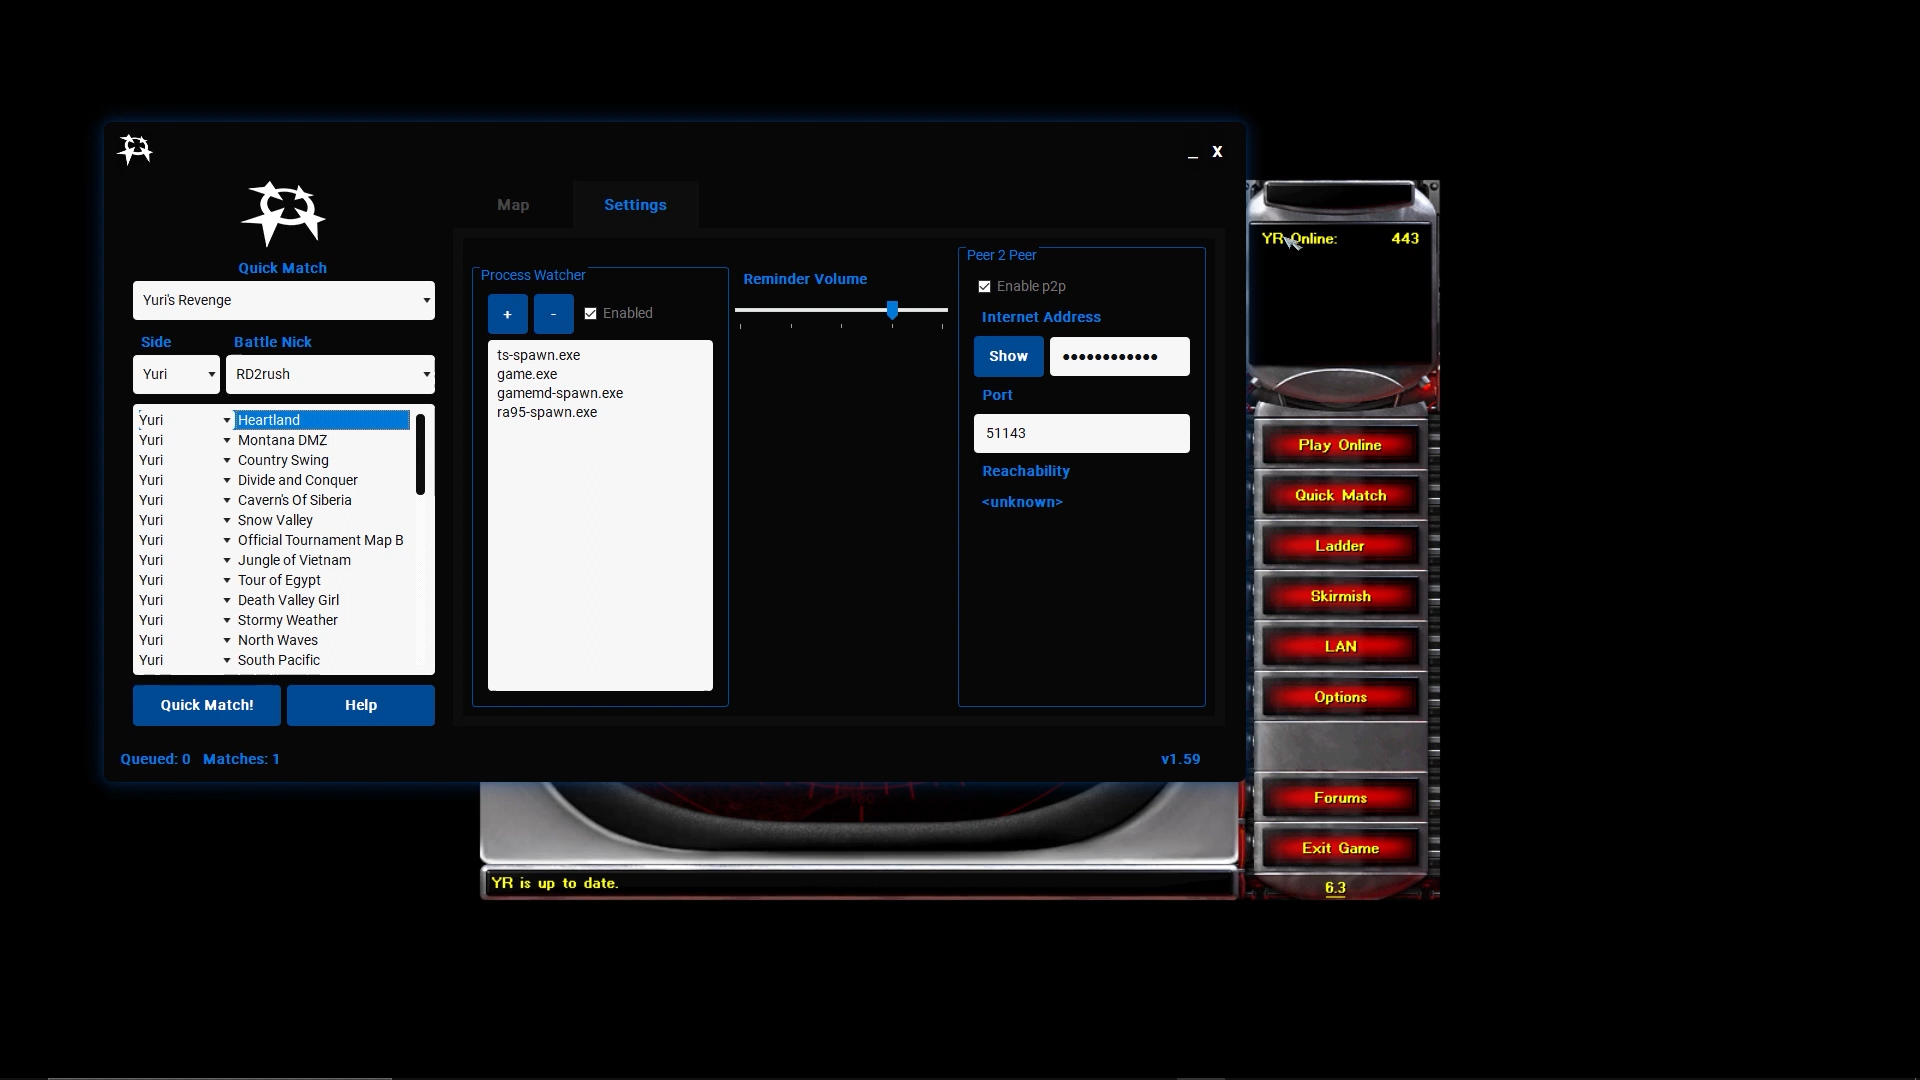 _ X
Quick Match
Yuri's Revenge
Side Battle Nick
Yuri RD2rush
Yuri Heartland
Yuri Montana DMZ
Yuri Country Swing
Yuri Divide and Conquer
Yuri Cavern's Of Siberia
Yuri Snow Valley
Yuri Official Tournament Map B
Yuri Jungle of Vietnam
Yuri Tour of Egypt
Yuri Death Valley Girl
Yuri Stormy Weather
Yuri North Waves
Yuri South Pacific
Quick Match! Help
Queued: 0 Matches: 1
Map Settings
Process Watcher
+ - Enabled
ts-spawn.exe
game.exe
gamemd-spawn.exe
ra95-spawn.exe
Reminder Volume
Peer 2 Peer
Enable p2p
Internet Address
Show ••••••••••••
Port
51143
Reachability
<unknown>
v1.59
YR Online: 443
Play Online
Quick Match
Ladder
Skirmish
LAN
Options
Forums
Exit Game
6.3
YR is up to date.